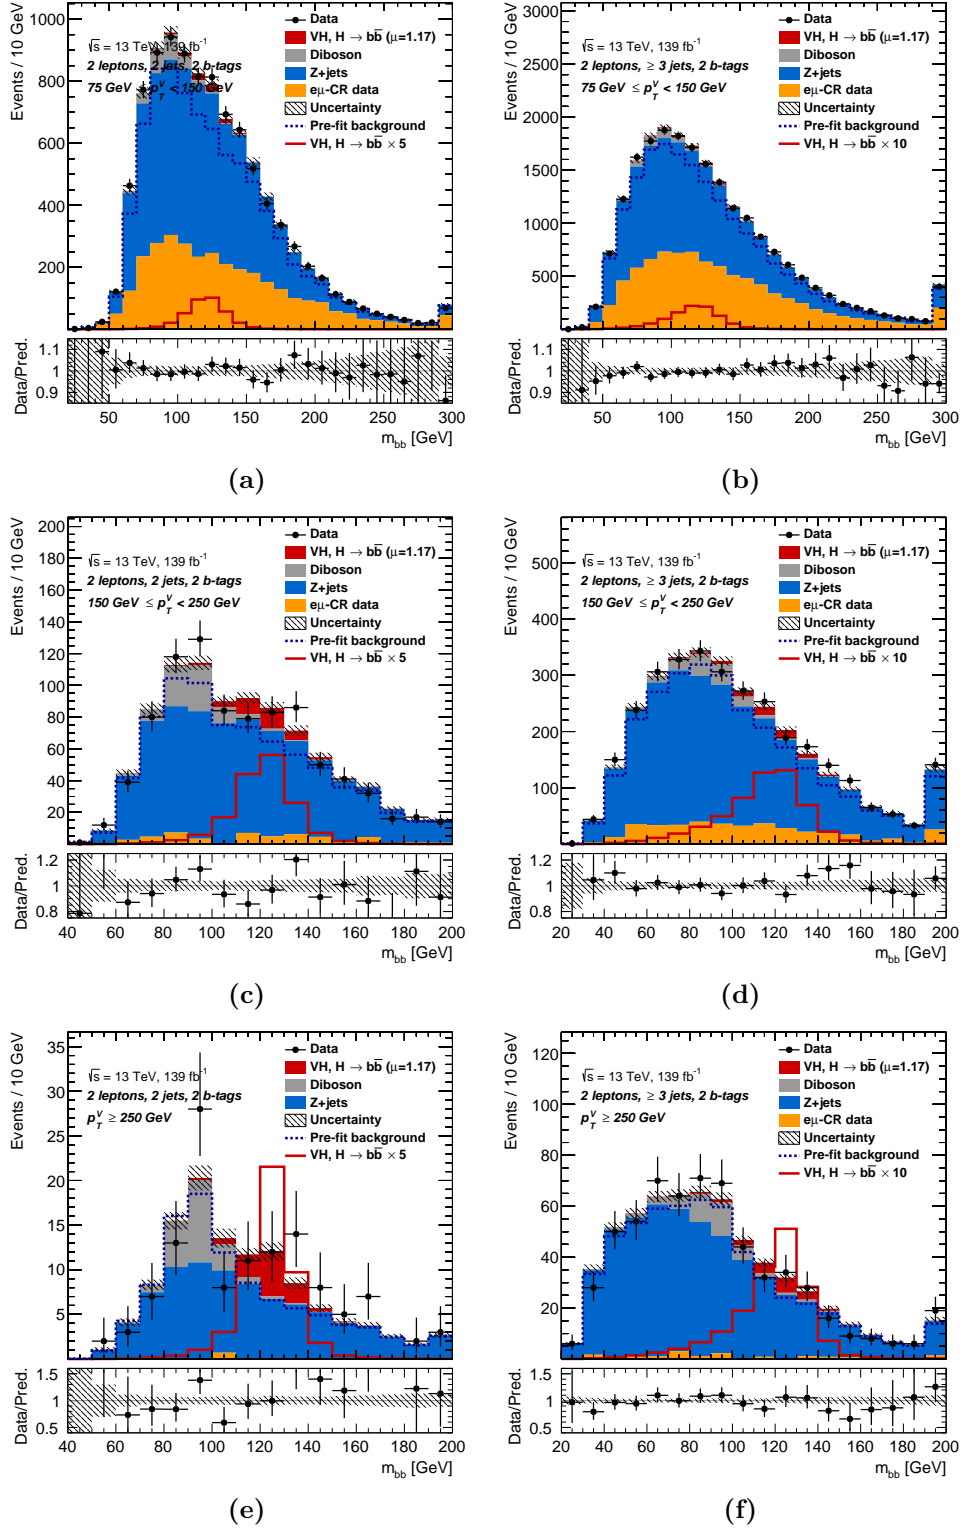 Events / 10 GeV
1000
800
600
400
200
√s = 13 TeV, 139 fb⁻¹
2 leptons, 2 jets, 2 b-tags
75 GeV ≤ p_T^V < 150 GeV
Data
VH, H → bb̄ (μ=1.17)
Diboson
Z+jets
eμ-CR data
Uncertainty
Pre-fit background
VH, H → bb̄ × 5
Data/Pred.
1.1
1
0.9
50 100 150 200 250 300
m_bb [GeV]
(a)
Events / 10 GeV
3000
2500
2000
1500
1000
500
√s = 13 TeV, 139 fb⁻¹
2 leptons, ≥ 3 jets, 2 b-tags
75 GeV ≤ p_T^V < 150 GeV
Data
VH, H → bb̄ (μ=1.17)
Diboson
Z+jets
eμ-CR data
Uncertainty
Pre-fit background
VH, H → bb̄ × 10
Data/Pred.
1.1
1
0.9
50 100 150 200 250 300
m_bb [GeV]
(b)
Events / 10 GeV
200
180
160
140
120
100
80
60
40
20
√s = 13 TeV, 139 fb⁻¹
2 leptons, 2 jets, 2 b-tags
150 GeV ≤ p_T^V < 250 GeV
Data
VH, H → bb̄ (μ=1.17)
Diboson
Z+jets
eμ-CR data
Uncertainty
Pre-fit background
VH, H → bb̄ × 5
Data/Pred.
1.2
1
0.8
40 60 80 100 120 140 160 180 200
m_bb [GeV]
(c)
Events / 10 GeV
500
400
300
200
100
√s = 13 TeV, 139 fb⁻¹
2 leptons, ≥ 3 jets, 2 b-tags
150 GeV ≤ p_T^V < 250 GeV
Data
VH, H → bb̄ (μ=1.17)
Diboson
Z+jets
eμ-CR data
Uncertainty
Pre-fit background
VH, H → bb̄ × 10
Data/Pred.
1.2
1
0.8
20 40 60 80 100 120 140 160 180 200
m_bb [GeV]
(d)
Events / 10 GeV
35
30
25
20
15
10
5
√s = 13 TeV, 139 fb⁻¹
2 leptons, 2 jets, 2 b-tags
p_T^V ≥ 250 GeV
Data
VH, H → bb̄ (μ=1.17)
Diboson
Z+jets
eμ-CR data
Uncertainty
Pre-fit background
VH, H → bb̄ × 5
Data/Pred.
1.5
1
0.5
40 60 80 100 120 140 160 180 200
m_bb [GeV]
(e)
Events / 10 GeV
120
100
80
60
40
20
√s = 13 TeV, 139 fb⁻¹
2 leptons, ≥ 3 jets, 2 b-tags
p_T^V ≥ 250 GeV
Data
VH, H → bb̄ (μ=1.17)
Diboson
Z+jets
eμ-CR data
Uncertainty
Pre-fit background
VH, H → bb̄ × 10
Data/Pred.
1.5
1
0.5
20 40 60 80 100 120 140 160 180 200
m_bb [GeV]
(f)